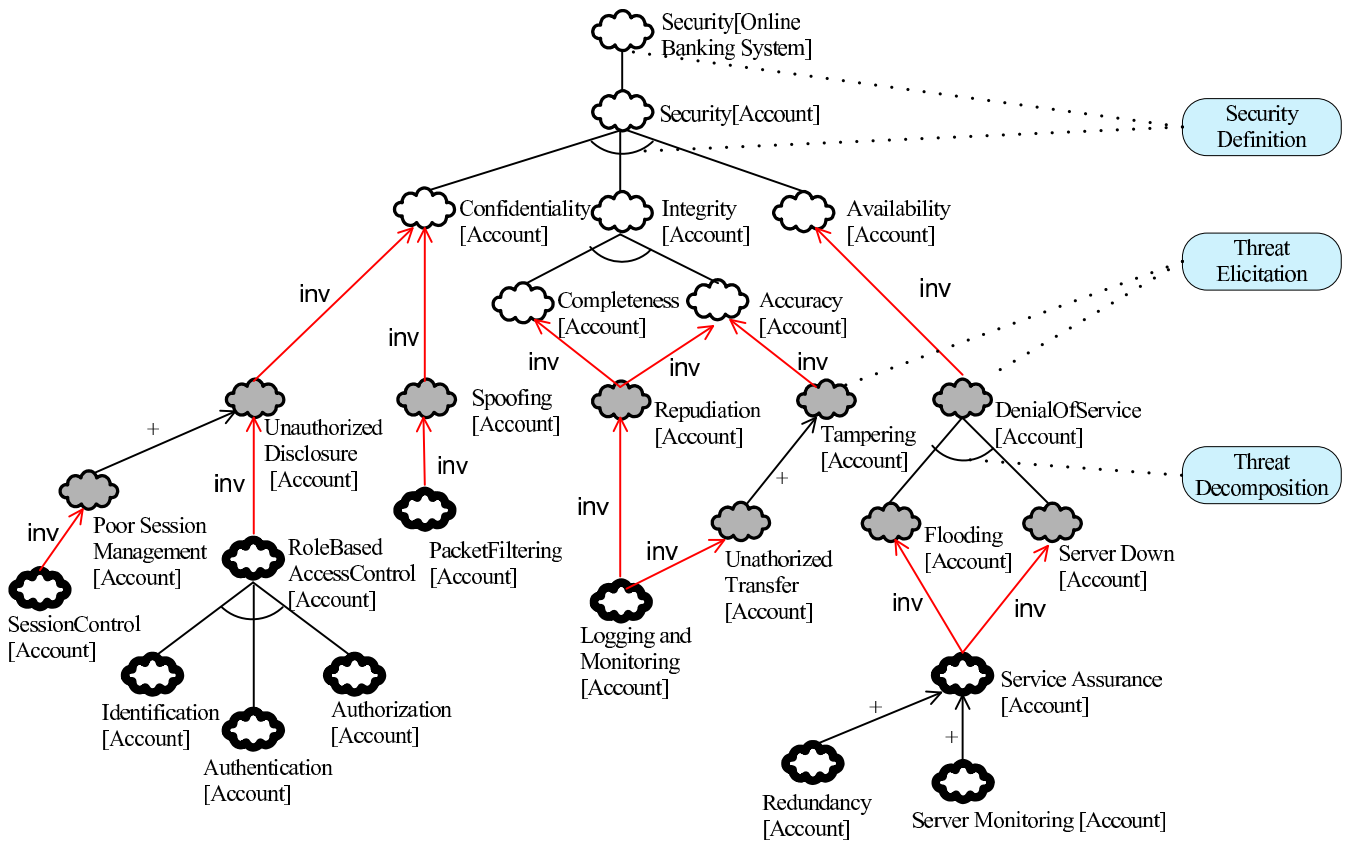 Security[Online
Banking System]
Security[Account]
Security
Definition
Confidentiality
[Account]
Integrity
[Account]
Availability
[Account]
Threat
Elicitation
inv
inv
Completeness
[Account]
Accuracy
[Account]
inv
inv
inv
inv
Unauthorized
Disclosure
[Account]
Spoofing
[Account]
Repudiation
[Account]
Tampering
[Account]
DenialOfService
[Account]
Threat
Decomposition
+
inv
inv
+
inv
Poor Session
Management
[Account]
inv
RoleBased
AccessControl
[Account]
PacketFiltering
[Account]
inv
Unathorized
Transfer
[Account]
Flooding
[Account]
Server Down
[Account]
SessionControl
[Account]
inv
inv
Logging and
Monitoring
[Account]
inv
Identification
[Account]
Authentication
[Account]
Authorization
[Account]
Service Assurance
[Account]
+
+
Redundancy
[Account]
Server Monitoring [Account]